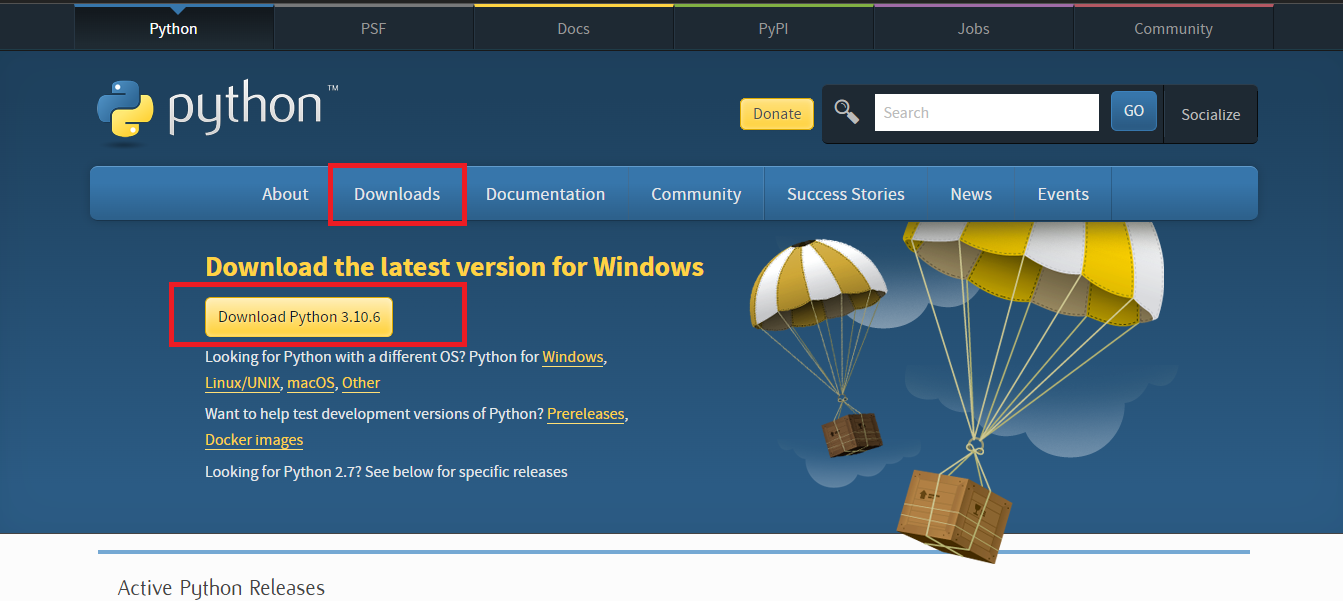 Python PSF Docs PyPI Jobs Community
python™
Donate Search GO Socialize
About Downloads Documentation Community Success Stories News Events
Download the latest version for Windows
Download Python 3.10.6
Looking for Python with a different OS? Python for Windows,
Linux/UNIX, macOS, Other
Want to help test development versions of Python? Prereleases,
Docker images
Looking for Python 2.7? See below for specific releases
Active Python Releases